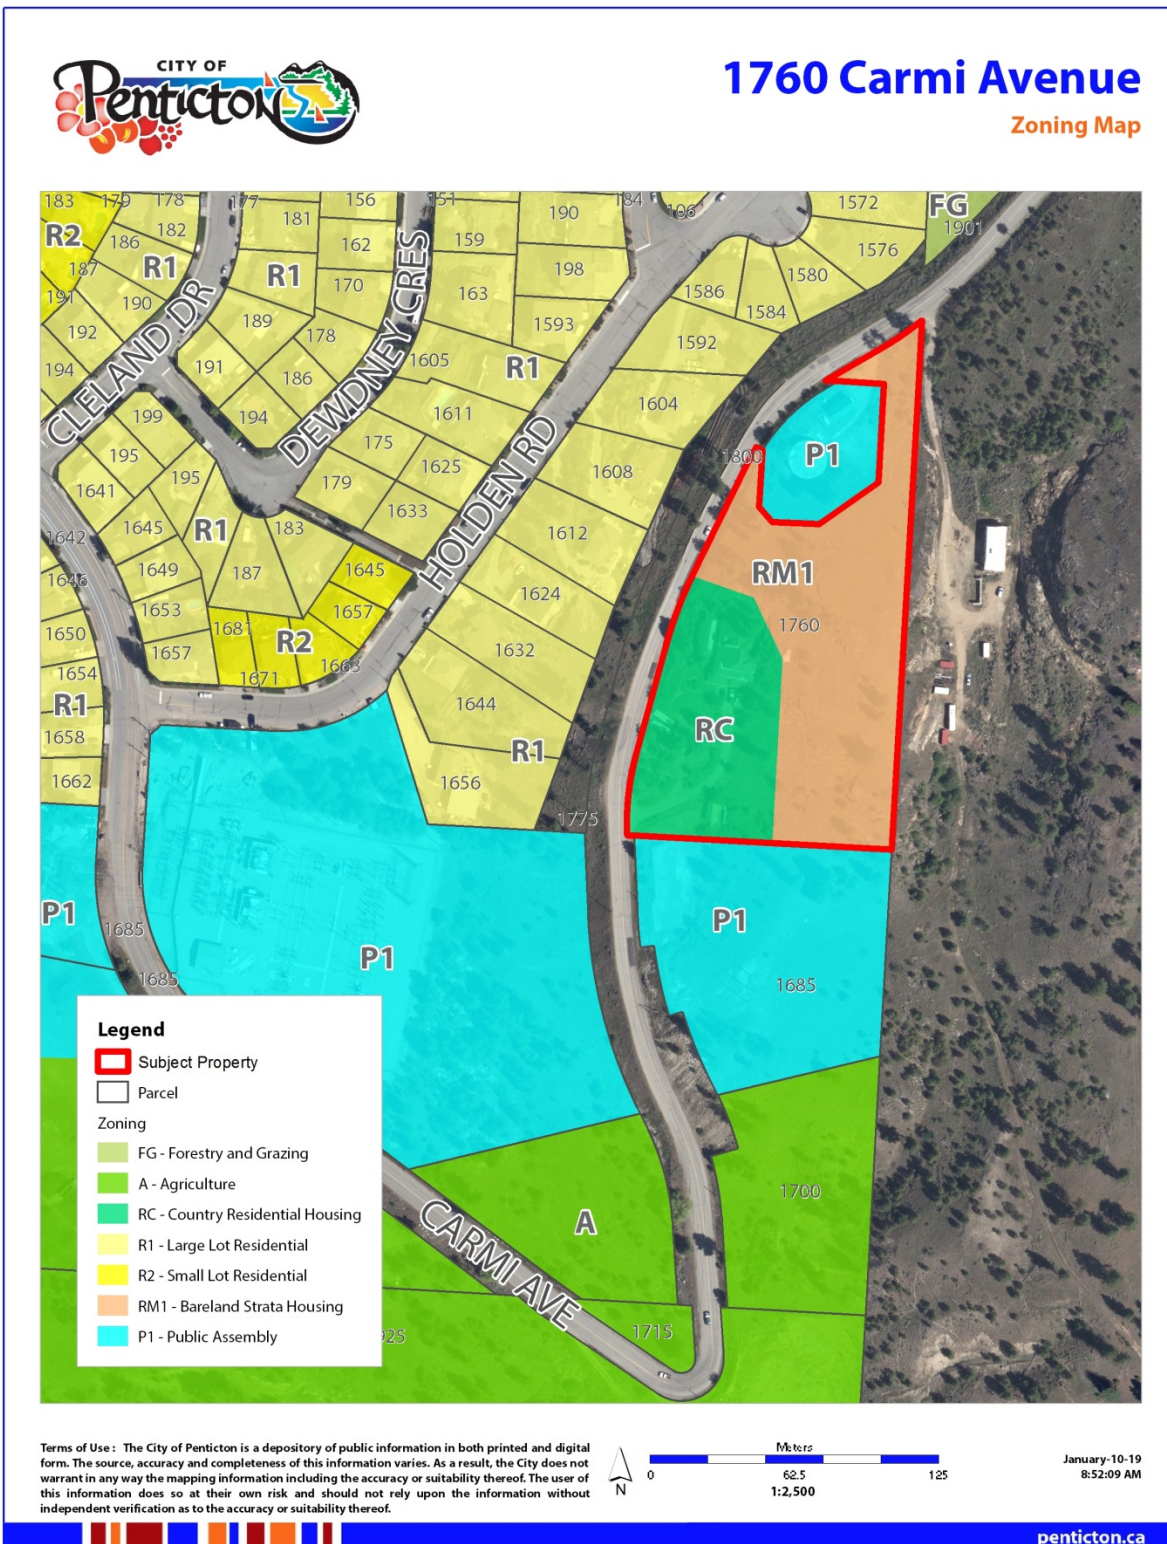 CITY OF
Penticton
1760 Carmi Avenue
Zoning Map
183
179
178
177
156
151
190
184
106
1572
FG
1901
R2
186
182
181
162
159
1576
187
R1
R1
170
198
1580
191
190
163
1586
1584
192
189
178
1593
1592
CLELAND DR
DEWDNEY CRES
194
191
186
1605
R1
199
194
1611
1604
195
175
HOLDEN RD
1800
P1
195
179
1625
1608
1641
1633
1645
R1
183
1612
1642
1649
187
1645
RM1
1646
1653
1657
1624
1760
1650
1681
R2
1632
1657
1671
1663
1654
R1
1644
RC
1658
R1
1662
1656
1775
P1
1685
P1
P1
1685
1685
1700
A
CARMI AVE
1715
925
Legend
Subject Property
Parcel
Zoning
FG - Forestry and Grazing
A - Agriculture
RC - Country Residential Housing
R1 - Large Lot Residential
R2 - Small Lot Residential
RM1 - Bareland Strata Housing
P1 - Public Assembly
Terms of Use : The City of Penticton is a depository of public information in both printed and digital
form. The source, accuracy and completeness of this information varies. As a result, the City does not
warrant in any way the mapping information including the accuracy or suitability thereof. The user of
this information does so at their own risk and should not rely upon the information without
independent verification as to the accuracy or suitability thereof.
N
Meters
0 62.5 125
1:2,500
January-10-19
8:52:09 AM
penticton.ca